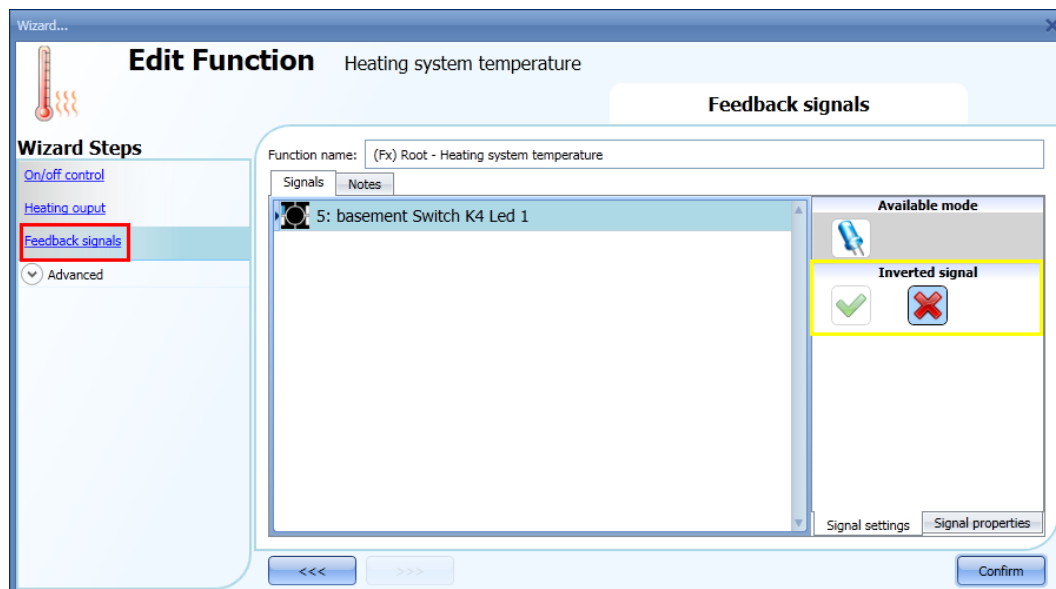 Wizard...
Edit Function Heating system temperature
Feedback signals
Wizard Steps
On/off control
Heating ouput
Feedback signals
Advanced
Function name: (Fx) Root - Heating system temperature
Signals Notes
5: basement Switch K4 Led 1
Available mode
Inverted signal
Signal settings Signal properties
<<< >>> Confirm